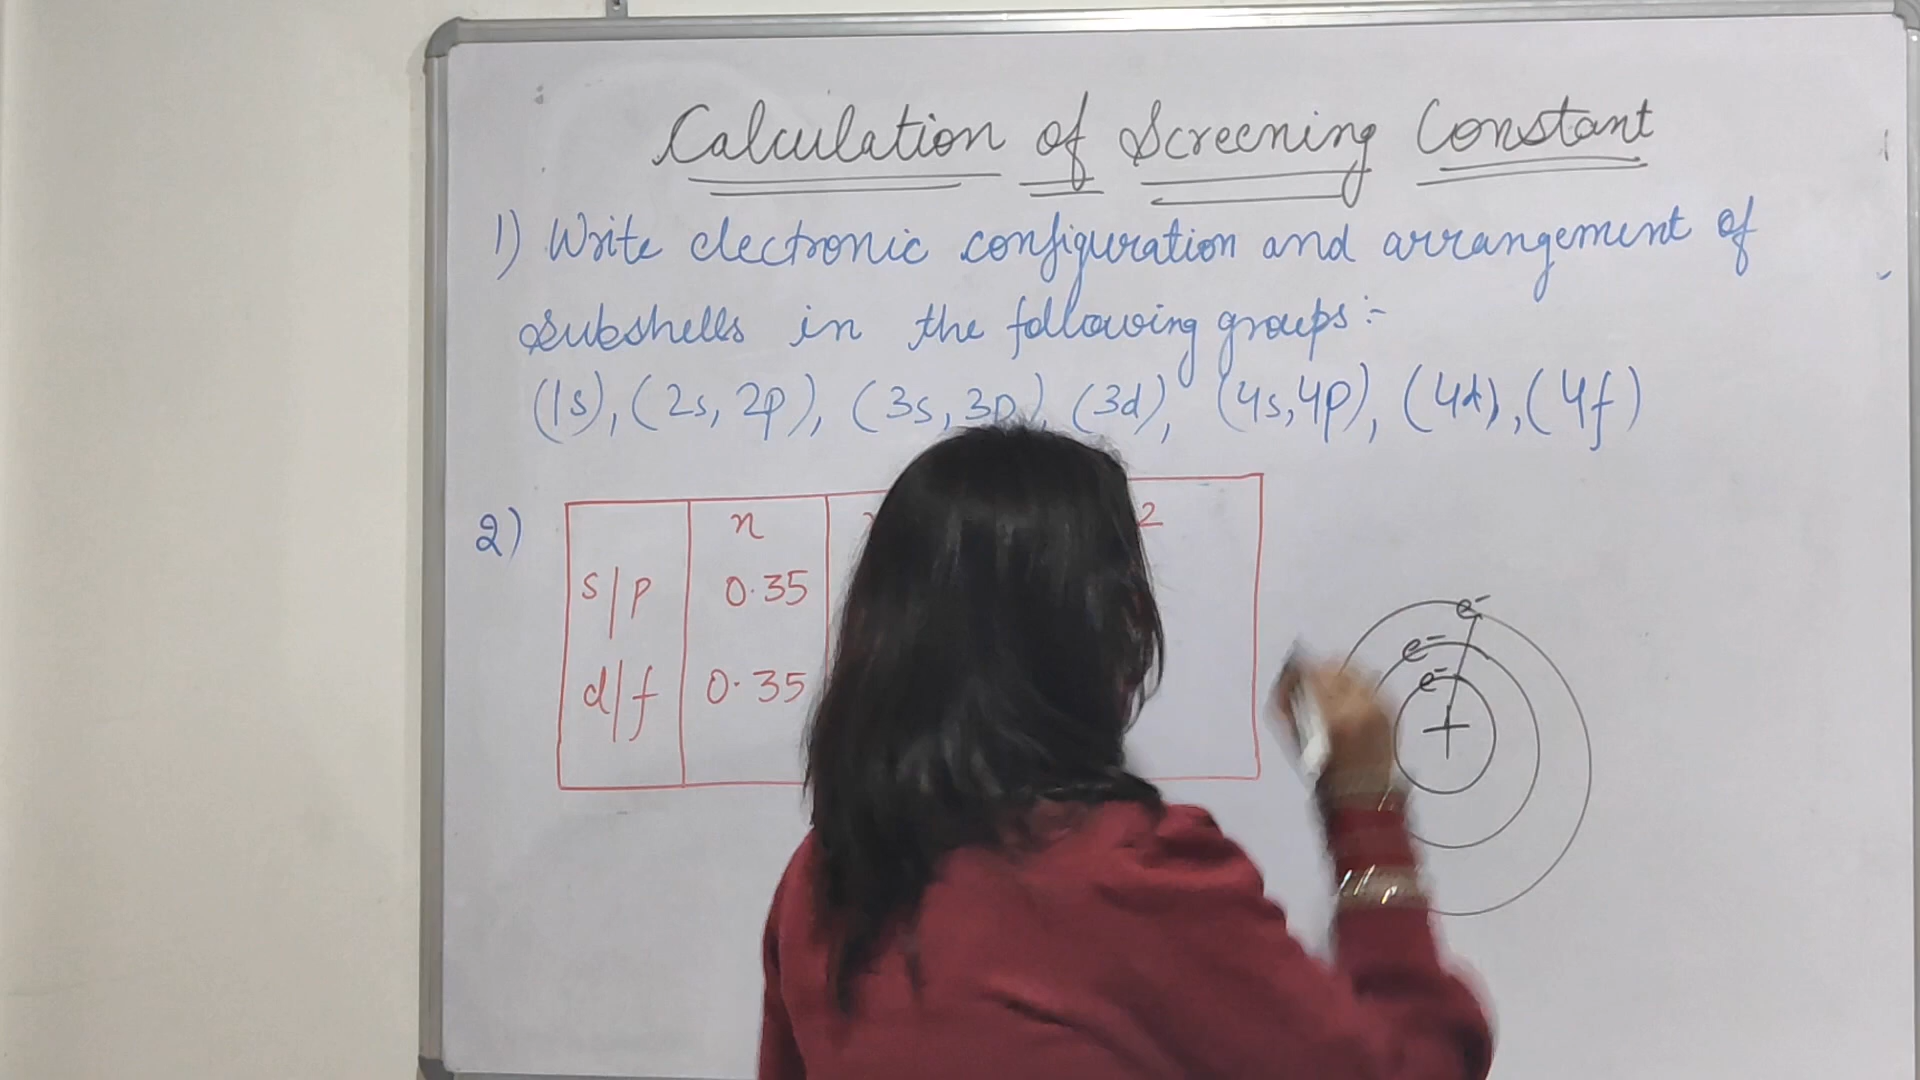 Calculation of Screening Constant
1) Write electronic configuration and arrangement of
subshells in the following groups :-
(1s), (2s, 2p), (3s, 3p), (3d), (4s, 4p), (4d), (4f)
2)
n 2
s/p 0.35
d/f 0.35
e-
e-
e-
+